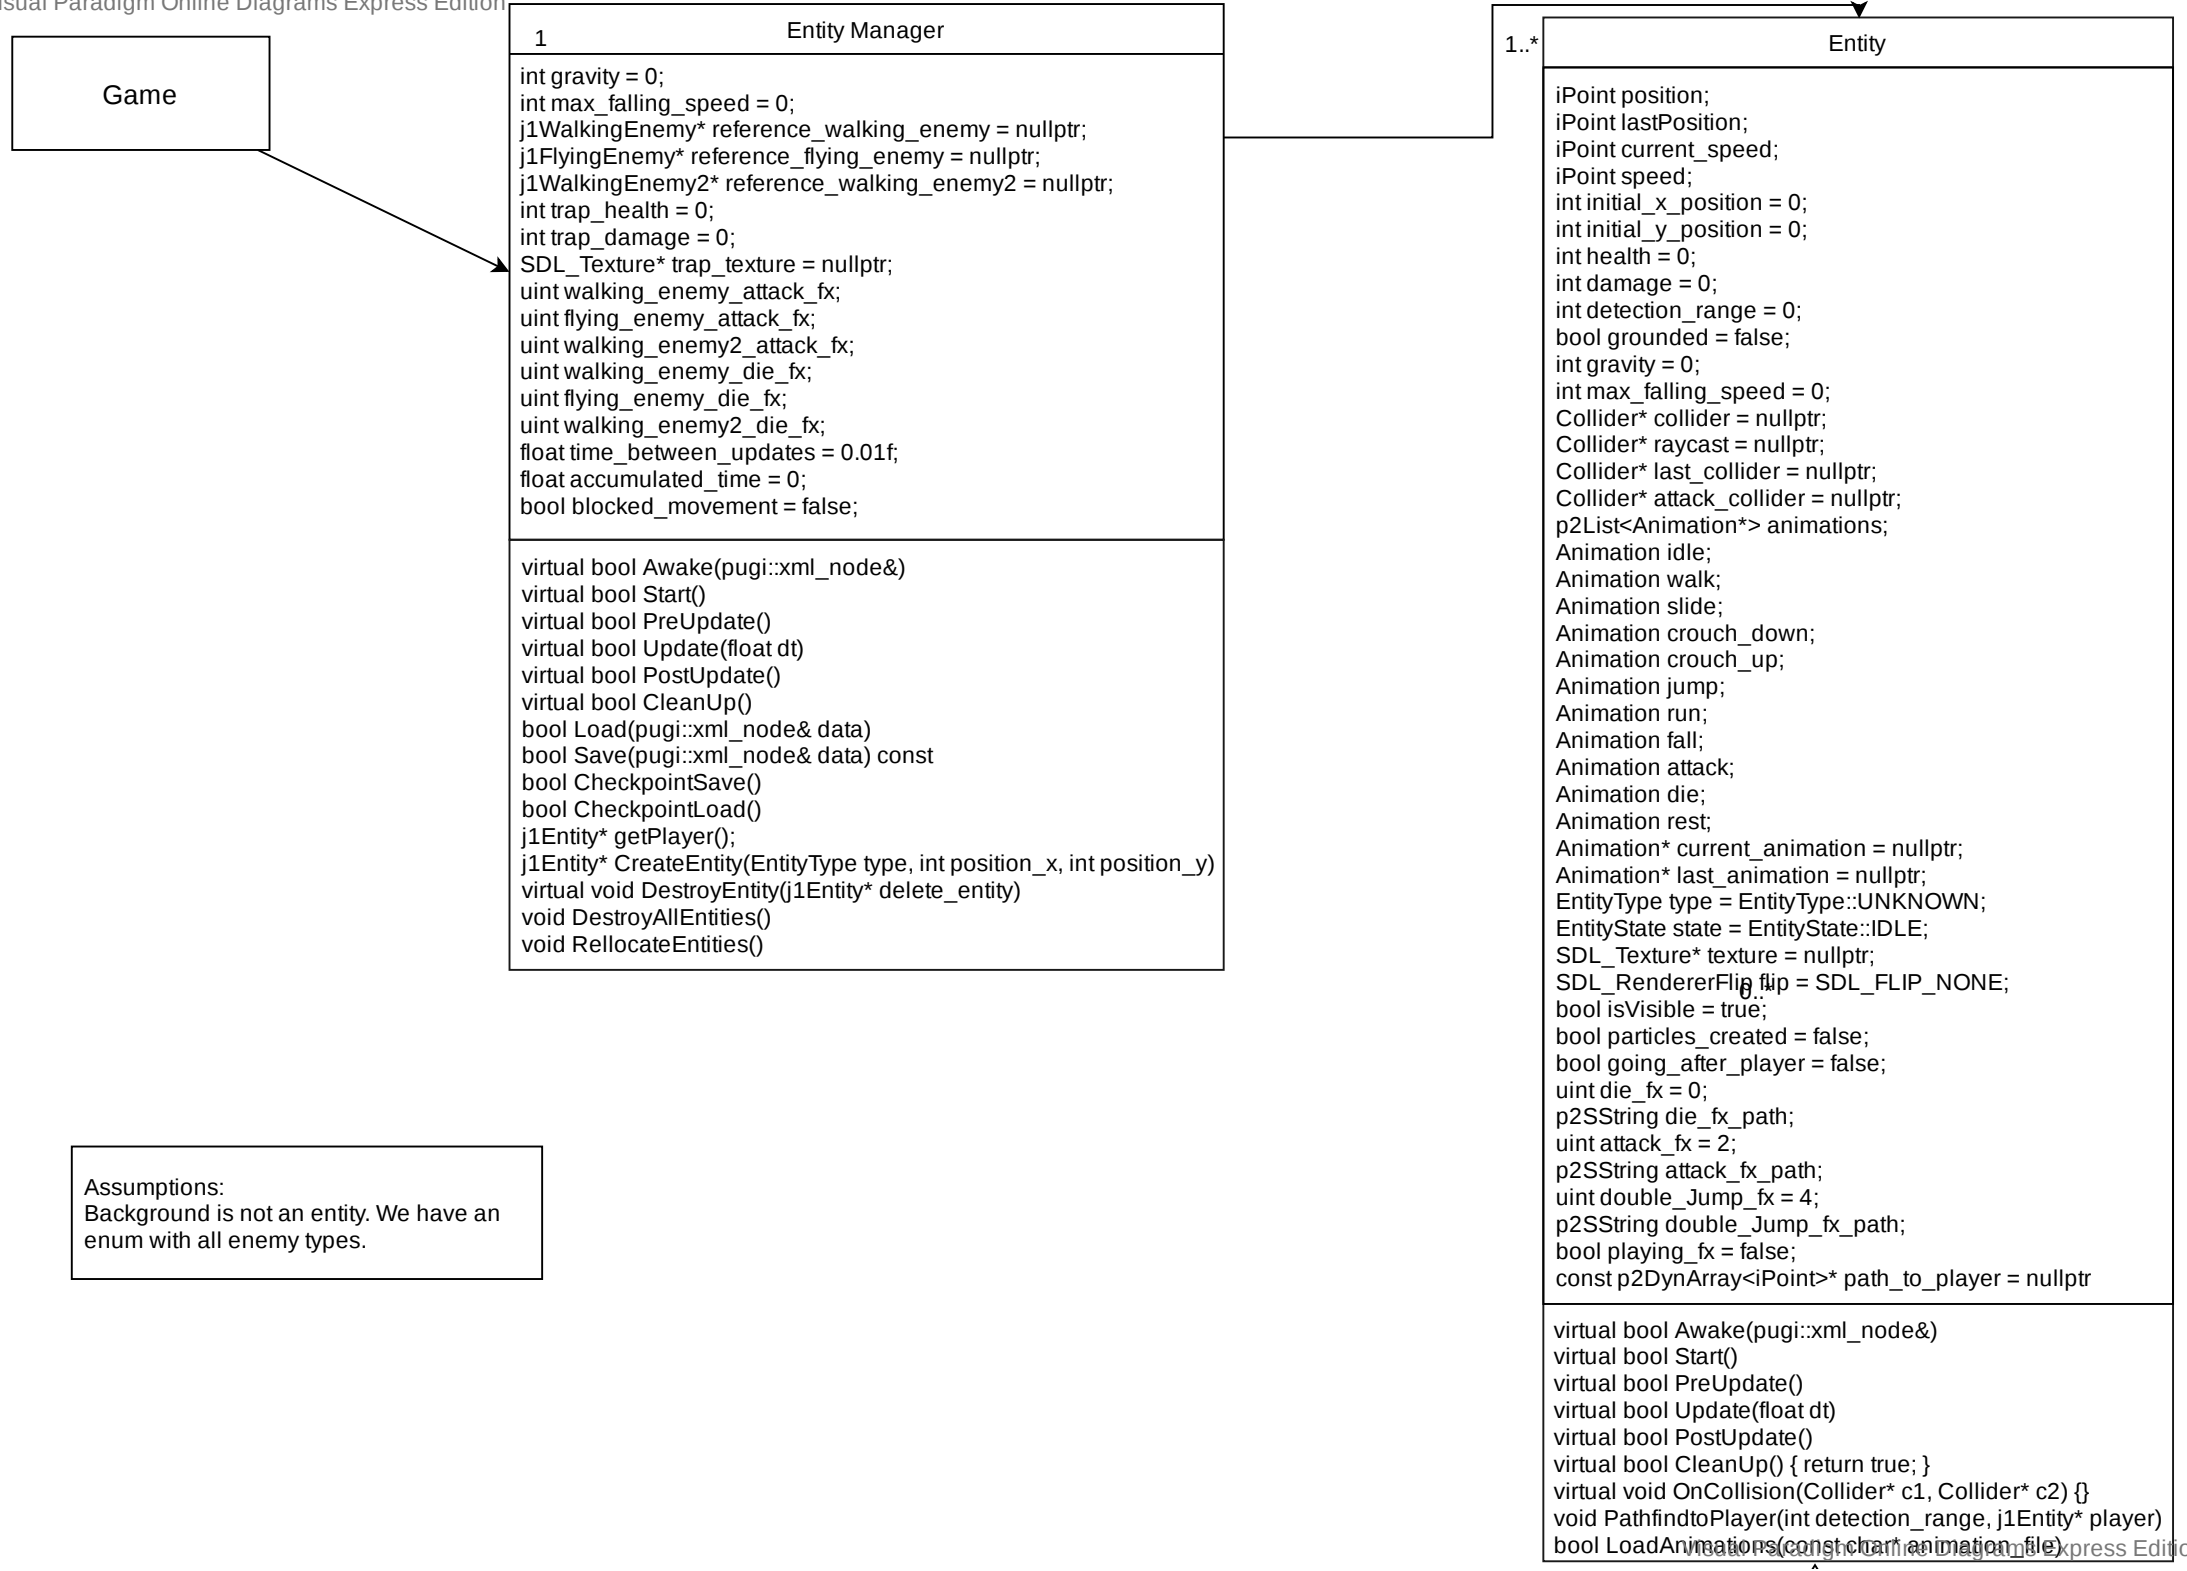 Visual Paradigm Online Diagrams Express Edition
Game
1
Entity Manager
int gravity = 0;
int max_falling_speed = 0;
j1WalkingEnemy* reference_walking_enemy = nullptr;
j1FlyingEnemy* reference_flying_enemy = nullptr;
j1WalkingEnemy2* reference_walking_enemy2 = nullptr;
int trap_health = 0;
int trap_damage = 0;
SDL_Texture* trap_texture = nullptr;
uint walking_enemy_attack_fx;
uint flying_enemy_attack_fx;
uint walking_enemy2_attack_fx;
uint walking_enemy_die_fx;
uint flying_enemy_die_fx;
uint walking_enemy2_die_fx;
float time_between_updates = 0.01f;
float accumulated_time = 0;
bool blocked_movement = false;
virtual bool Awake(pugi::xml_node&)
virtual bool Start()
virtual bool PreUpdate()
virtual bool Update(float dt)
virtual bool PostUpdate()
virtual bool CleanUp()
bool Load(pugi::xml_node& data)
bool Save(pugi::xml_node& data) const
bool CheckpointSave()
bool CheckpointLoad()
j1Entity* getPlayer();
j1Entity* CreateEntity(EntityType type, int position_x, int position_y)
virtual void DestroyEntity(j1Entity* delete_entity)
void DestroyAllEntities()
void RellocateEntities()
Assumptions:
Background is not an entity. We have an
enum with all enemy types.
1..*
Entity
iPoint position;
iPoint lastPosition;
iPoint current_speed;
iPoint speed;
int initial_x_position = 0;
int initial_y_position = 0;
int health = 0;
int damage = 0;
int detection_range = 0;
bool grounded = false;
int gravity = 0;
int max_falling_speed = 0;
Collider* collider = nullptr;
Collider* raycast = nullptr;
Collider* last_collider = nullptr;
Collider* attack_collider = nullptr;
p2List<Animation*> animations;
Animation idle;
Animation walk;
Animation slide;
Animation crouch_down;
Animation crouch_up;
Animation jump;
Animation run;
Animation fall;
Animation attack;
Animation die;
Animation rest;
Animation* current_animation = nullptr;
Animation* last_animation = nullptr;
EntityType type = EntityType::UNKNOWN;
EntityState state = EntityState::IDLE;
SDL_Texture* texture = nullptr;
SDL_RendererFlip flip = SDL_FLIP_NONE;
0..*
bool isVisible = true;
bool particles_created = false;
bool going_after_player = false;
uint die_fx = 0;
p2SString die_fx_path;
uint attack_fx = 2;
p2SString attack_fx_path;
uint double_Jump_fx = 4;
p2SString double_Jump_fx_path;
bool playing_fx = false;
const p2DynArray<iPoint>* path_to_player = nullptr
virtual bool Awake(pugi::xml_node&)
virtual bool Start()
virtual bool PreUpdate()
virtual bool Update(float dt)
virtual bool PostUpdate()
virtual bool CleanUp() { return true; }
virtual void OnCollision(Collider* c1, Collider* c2) {}
void PathfindtoPlayer(int detection_range, j1Entity* player)
bool LoadAnimations(const char* animation_file)
Visual Paradigm Online Diagrams Express Editio